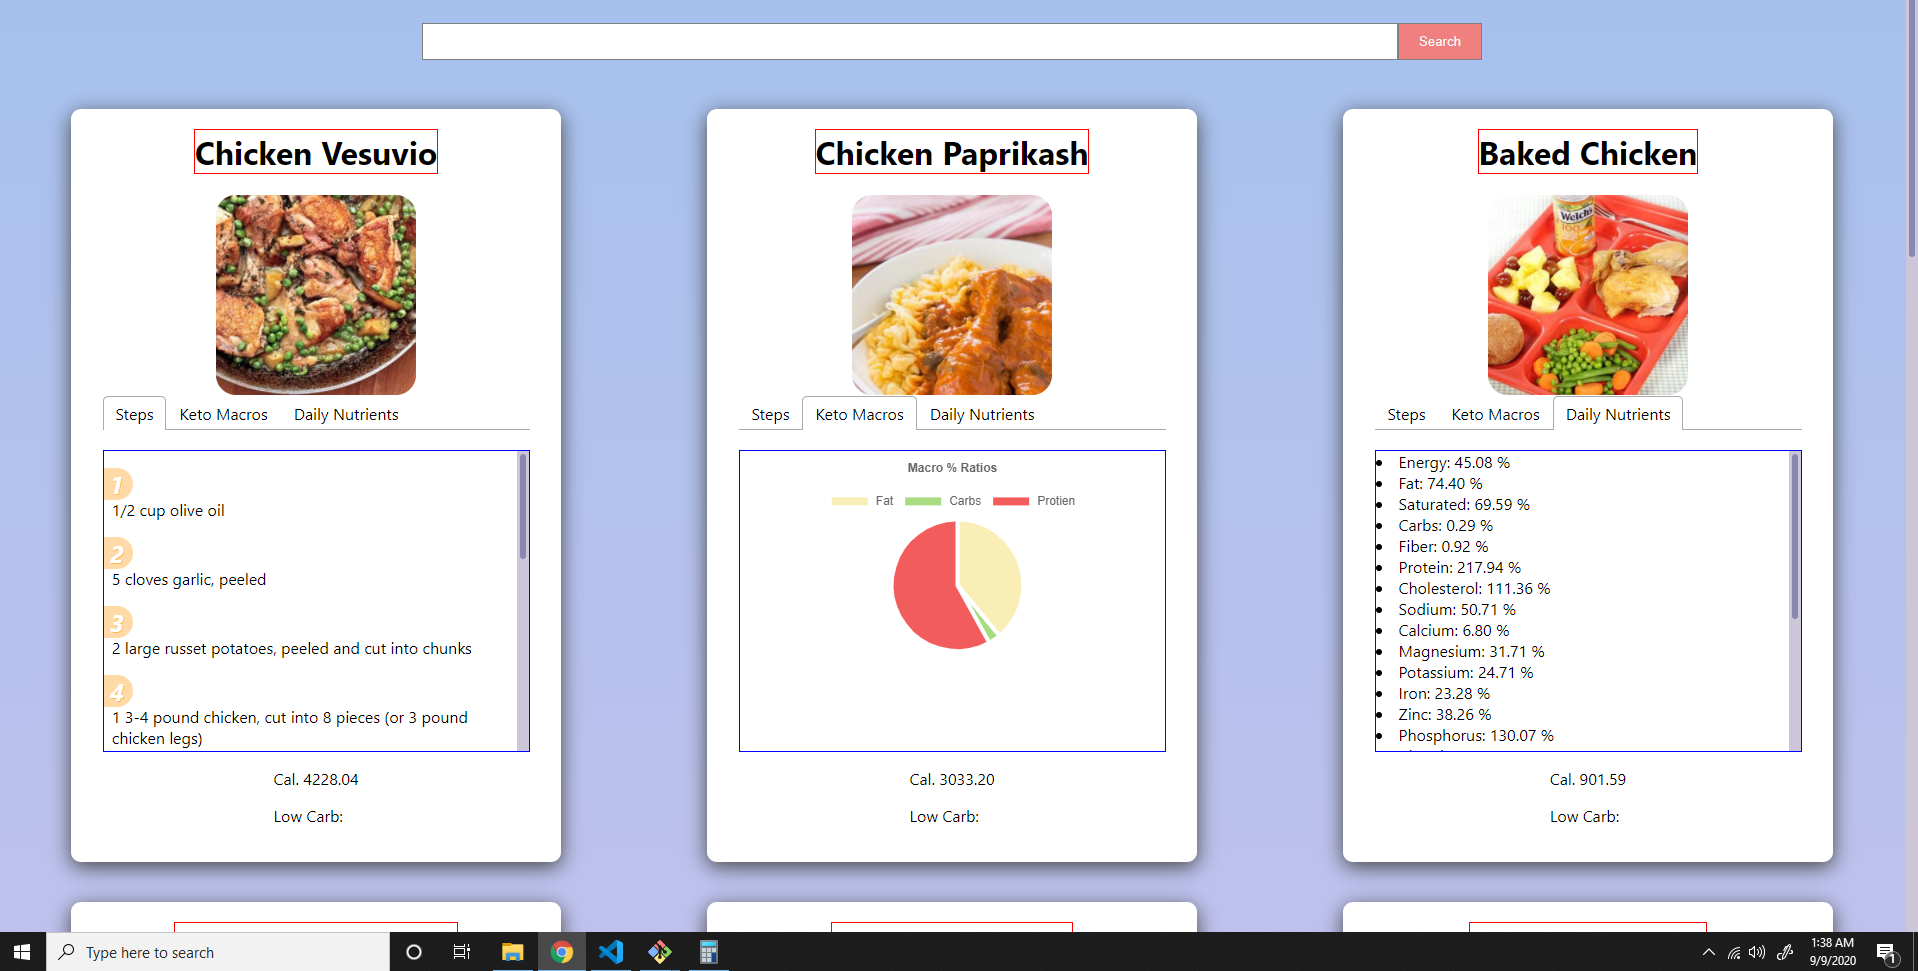 Search
Chicken Vesuvio
Steps Keto Macros Daily Nutrients
1
1/2 cup olive oil
2
5 cloves garlic, peeled
3
2 large russet potatoes, peeled and cut into chunks
4
1 3-4 pound chicken, cut into 8 pieces (or 3 pound
chicken legs)
Cal. 4228.04
Low Carb:
Chicken Paprikash
Steps Keto Macros Daily Nutrients
Macro % Ratios
Fat Carbs Protien
Cal. 3033.20
Low Carb:
Baked Chicken
Welch's
100
Steps Keto Macros Daily Nutrients
Energy: 45.08 %
Fat: 74.40 %
Saturated: 69.59 %
Carbs: 0.29 %
Fiber: 0.92 %
Protein: 217.94 %
Cholesterol: 111.36 %
Sodium: 50.71 %
Calcium: 6.80 %
Magnesium: 31.71 %
Potassium: 24.71 %
Iron: 23.28 %
Zinc: 38.26 %
Phosphorus: 130.07 %
Cal. 901.59
Low Carb:
Type here to search
1:38 AM
9/9/2020
1